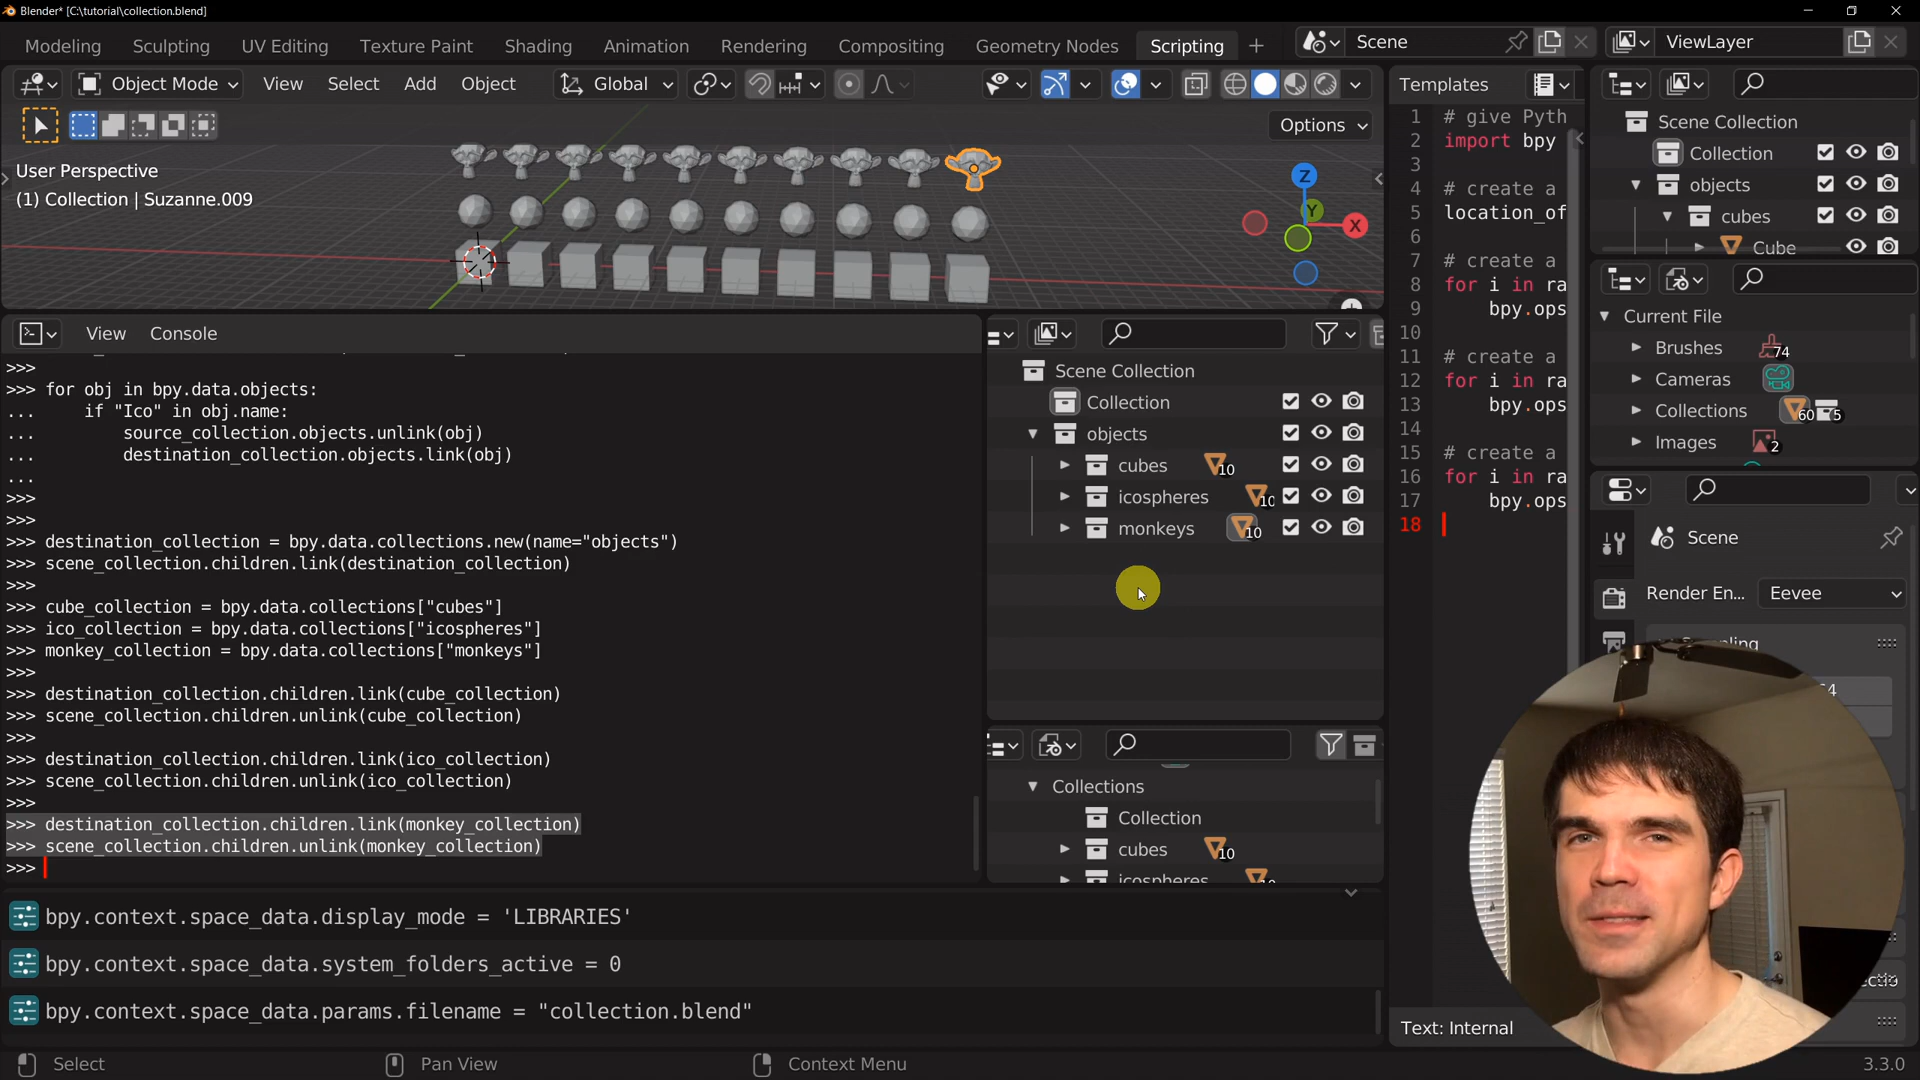 Blender* [C:\tutorial\collection.blend]
Modeling Sculpting UV Editing Texture Paint Shading Animation Rendering Compositing Geometry Nodes Scripting + Scene ViewLayer
Object Mode View Select Add Object Global Templates
Options
User Perspective
(1) Collection | Suzanne.009
Z
Y
X
1 # give Pyth
2 import bpy
3
4 # create a
5 location_of
6
7 # create a
8 for i in ra
9 bpy.ops
10
11 # create a
12 for i in ra
13 bpy.ops
14
15 # create a
16 for i in ra
17 bpy.ops
18
Scene Collection
Collection
objects
cubes
Cube
Current File
Brushes 74
Cameras
Collections 60 5
Images 2
View Console
>>>
>>> for obj in bpy.data.objects:
... if "Ico" in obj.name:
... source_collection.objects.unlink(obj)
... destination_collection.objects.link(obj)
...
>>>
>>>
>>> destination_collection = bpy.data.collections.new(name="objects")
>>> scene_collection.children.link(destination_collection)
>>>
>>> cube_collection = bpy.data.collections["cubes"]
>>> ico_collection = bpy.data.collections["icospheres"]
>>> monkey_collection = bpy.data.collections["monkeys"]
>>>
>>> destination_collection.children.link(cube_collection)
>>> scene_collection.children.unlink(cube_collection)
>>>
>>> destination_collection.children.link(ico_collection)
>>> scene_collection.children.unlink(ico_collection)
>>>
>>> destination_collection.children.link(monkey_collection)
>>> scene_collection.children.unlink(monkey_collection)
>>>
Scene Collection
Collection
objects
cubes 10
icospheres 10
monkeys 10
Collections
Collection
cubes 10
icospheres
Scene
Render En... Eevee
bpy.context.space_data.display_mode = 'LIBRARIES'
bpy.context.space_data.system_folders_active = 0
bpy.context.space_data.params.filename = "collection.blend"
Text: Internal
Select Pan View Context Menu 3.3.0